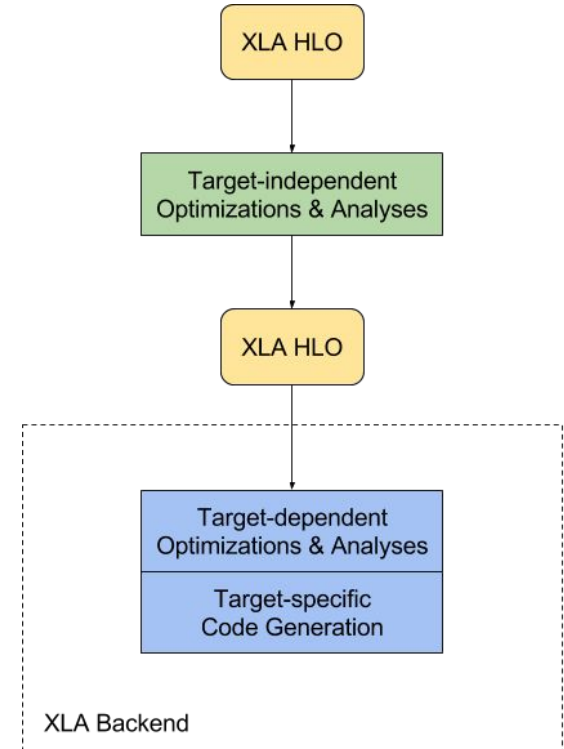 XLA HLO
Target-independent
Optimizations & Analyses
XLA HLO
Target-dependent
Optimizations & Analyses
Target-specific
Code Generation
XLA Backend